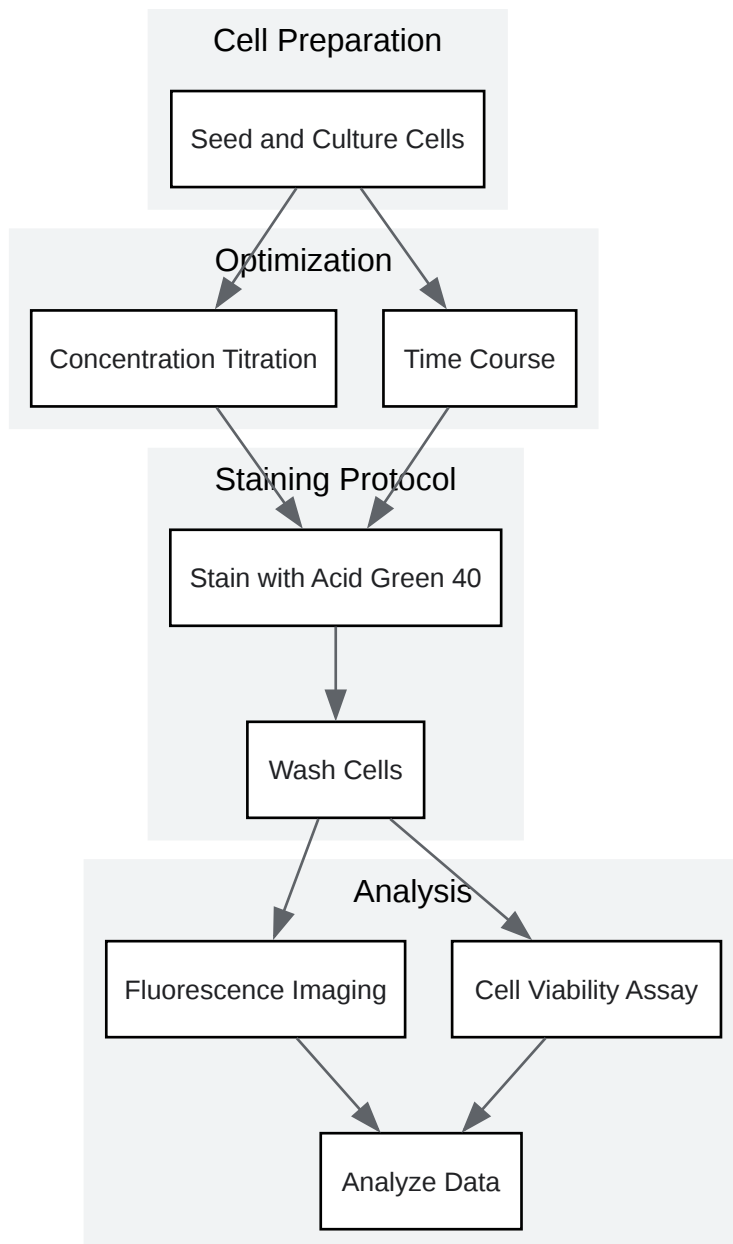 Cell Preparation
Seed and Culture Cells
Optimization
Concentration Titration
Time Course
Staining Protocol
Stain with Acid Green 40
Wash Cells
Analysis
Fluorescence Imaging
Cell Viability Assay
Analyze Data